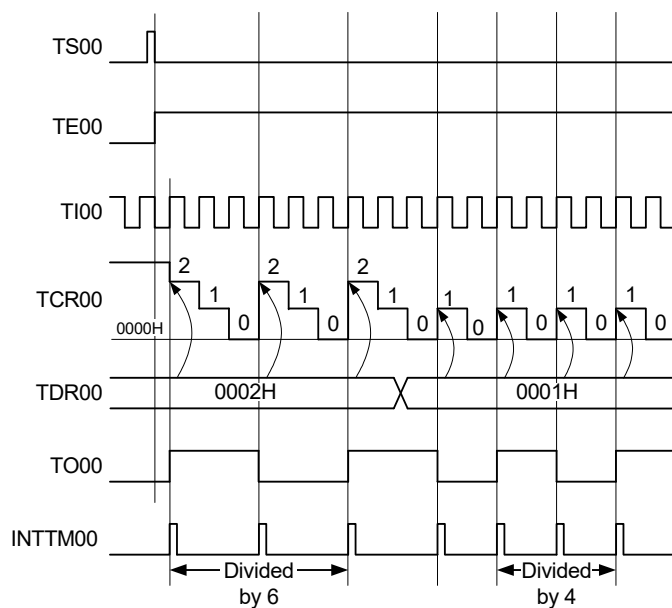 TS00
TE00
TI00
TCR00
2
1
0
2
1
0
2
1
0
1
0
1
0
1
0
1
0
0000H
TDR00
0002H
0001H
TO00
INTTM00
Divided
by 6
Divided
by 4